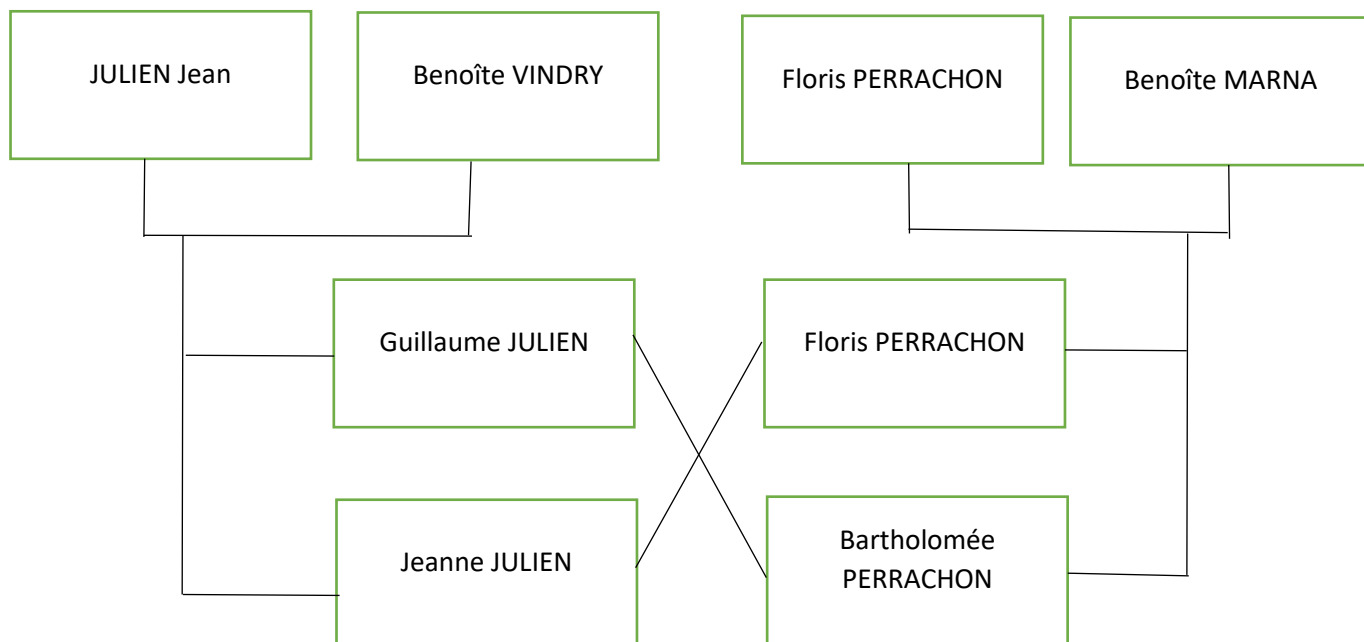 JULIEN Jean
Benoîte VINDRY
Floris PERRACHON
Benoîte MARNA
Guillaume JULIEN
Floris PERRACHON
Jeanne JULIEN
Bartholomée
PERRACHON